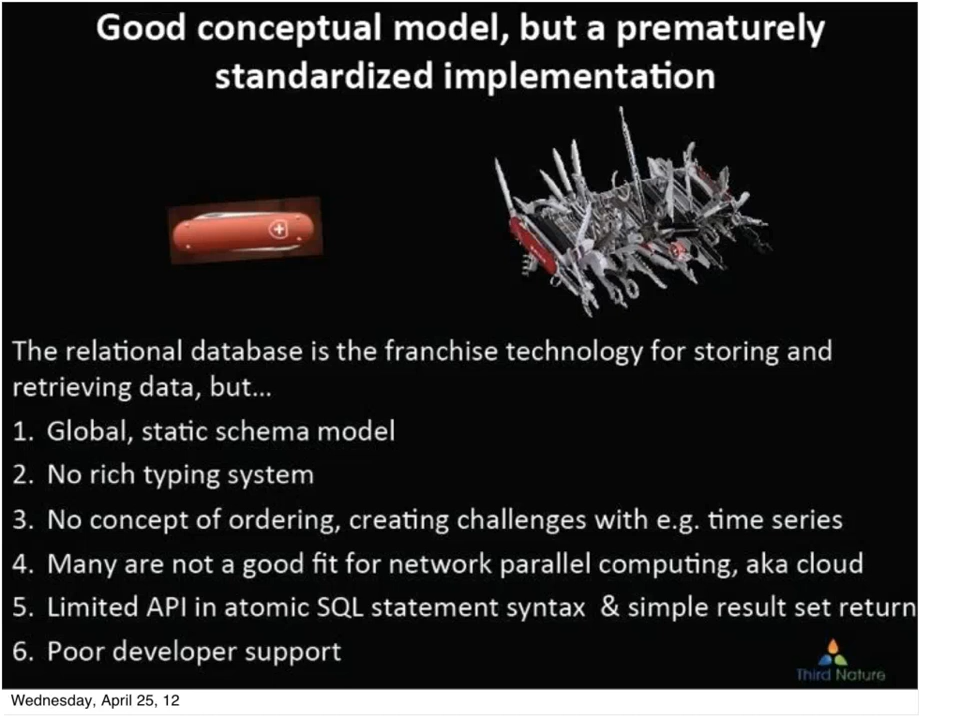 Good conceptual model, but a prematurely
standardized implementation
The relational database is the franchise technology for storing and
retrieving data, but...
1. Global, static schema model
2. No rich typing system
3. No concept of ordering, creating challenges with e.g. time series
4. Many are not a good fit for network parallel computing, aka cloud
5. Limited API in atomic SQL statement syntax & simple result set return
6. Poor developer support
Third Nature
Wednesday, April 25, 12